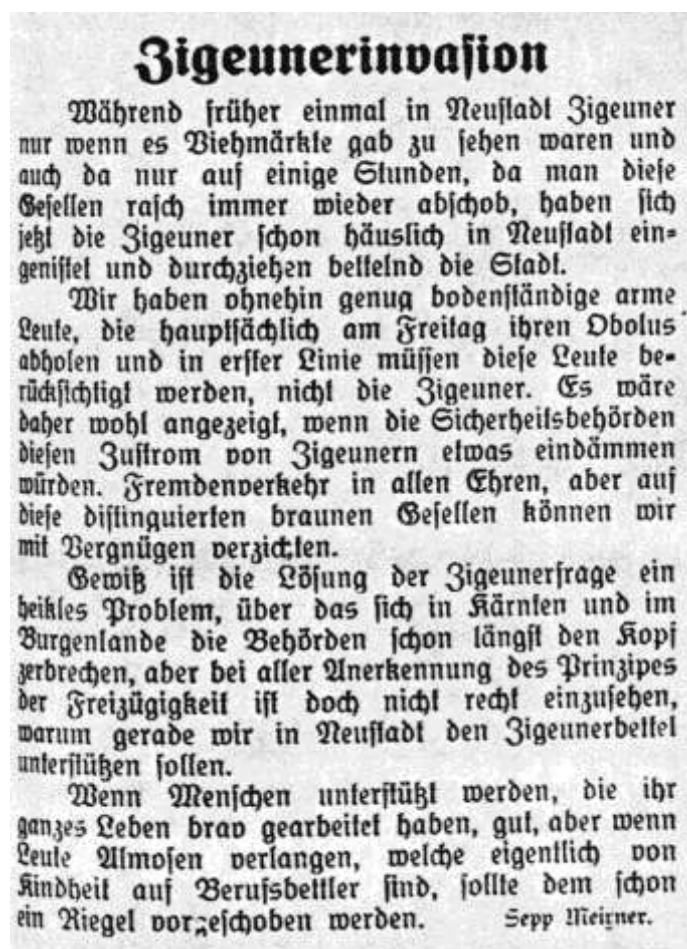 Zigeunerinvasion
Während früher einmal in Neustadt Zigeuner
nur wenn es Viehmärkte gab zu sehen waren und
auch da nur auf einige Stunden, da man diese
Gesellen rasch immer wieder abschob, haben sich
jetzt die Zigeuner schon häuslich in Neustadt ein-
genistet und durchziehen bettelnd die Stadt.
Wir haben ohnehin genug bodenständige arme
Leute, die hauptsächlich am Freitag ihren Obolus
abholen und in erster Linie müssen diese Leute be-
rücksichtigt werden, nicht die Zigeuner. Es wäre
daher wohl angezeigt, wenn die Sicherheitsbehörden
diesen Zustrom von Zigeunern etwas eindämmen
würden. Fremdenverkehr in allen Ehren, aber auf
diese distinguierten braunen Gesellen können wir
mit Vergnügen verzichten.
Gewiß ist die Lösung der Zigeunerfrage ein
heikles Problem, über das sich in Kärnten und im
Burgenlande die Behörden schon längst den Kopf
zerbrechen, aber bei aller Anerkennung des Prinzipes
der Freizügigkeit ist doch nicht recht einzusehen,
warum gerade wir in Neustadt den Zigeunerbettel
unterstützen sollen.
Wenn Menschen unterstützt werden, die ihr
ganzes Leben brav gearbeitet haben, gut, aber wenn
Leute Almosen verlangen, welche eigentlich von
Kindheit auf Berufsbettler sind, sollte dem schon
ein Riegel vorgeschoben werden. Sepp Meixner.